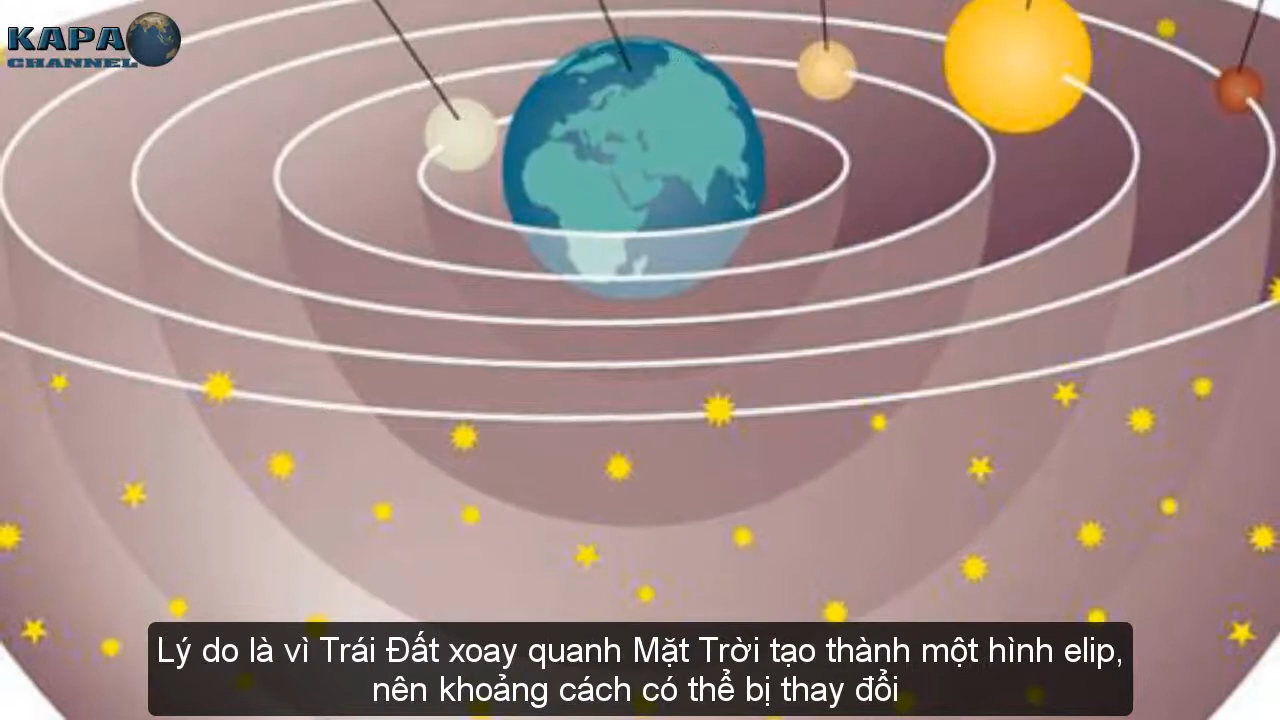 KAPA
CHANNEL
Lý do là vì Trái Đất xoay quanh Mặt Trời tạo thành một hình elip,
nên khoảng cách có thể bị thay đổi